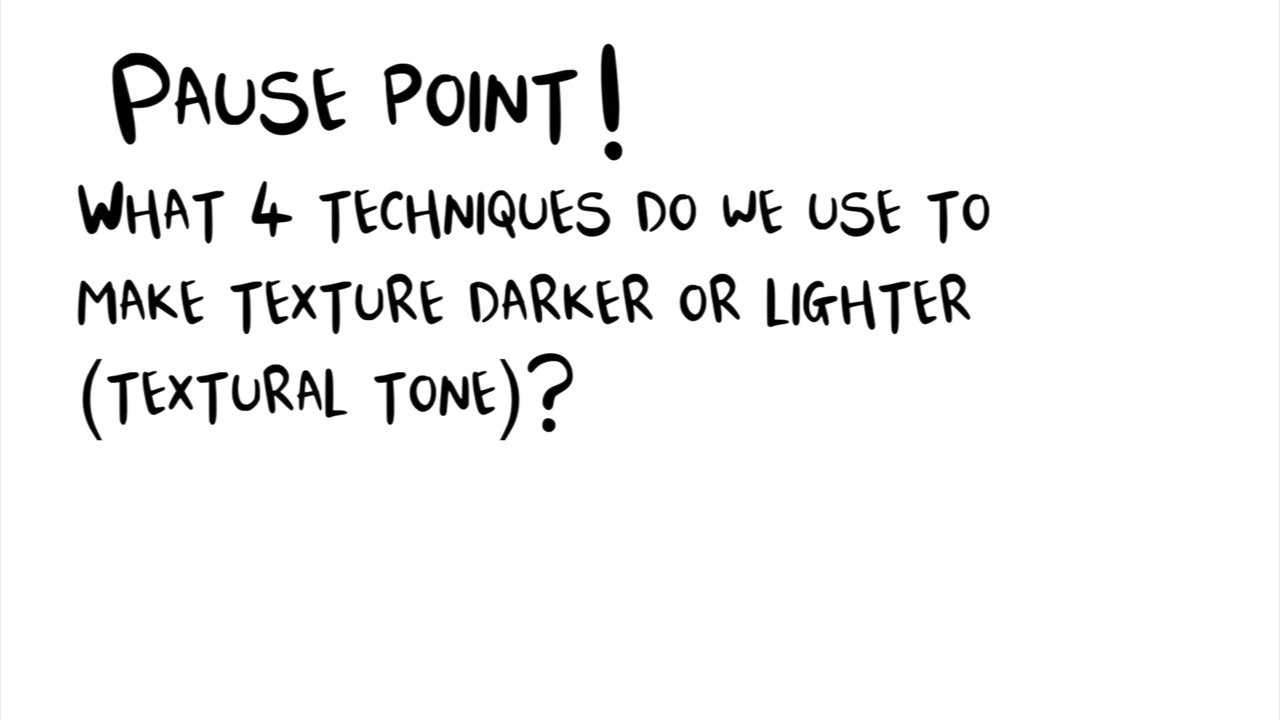 PAUSE POINT!
WHAT 4 TECHNIQUES DO WE USE TO
MAKE TEXTURE DARKER OR LIGHTER
(TEXTURAL TONE)?